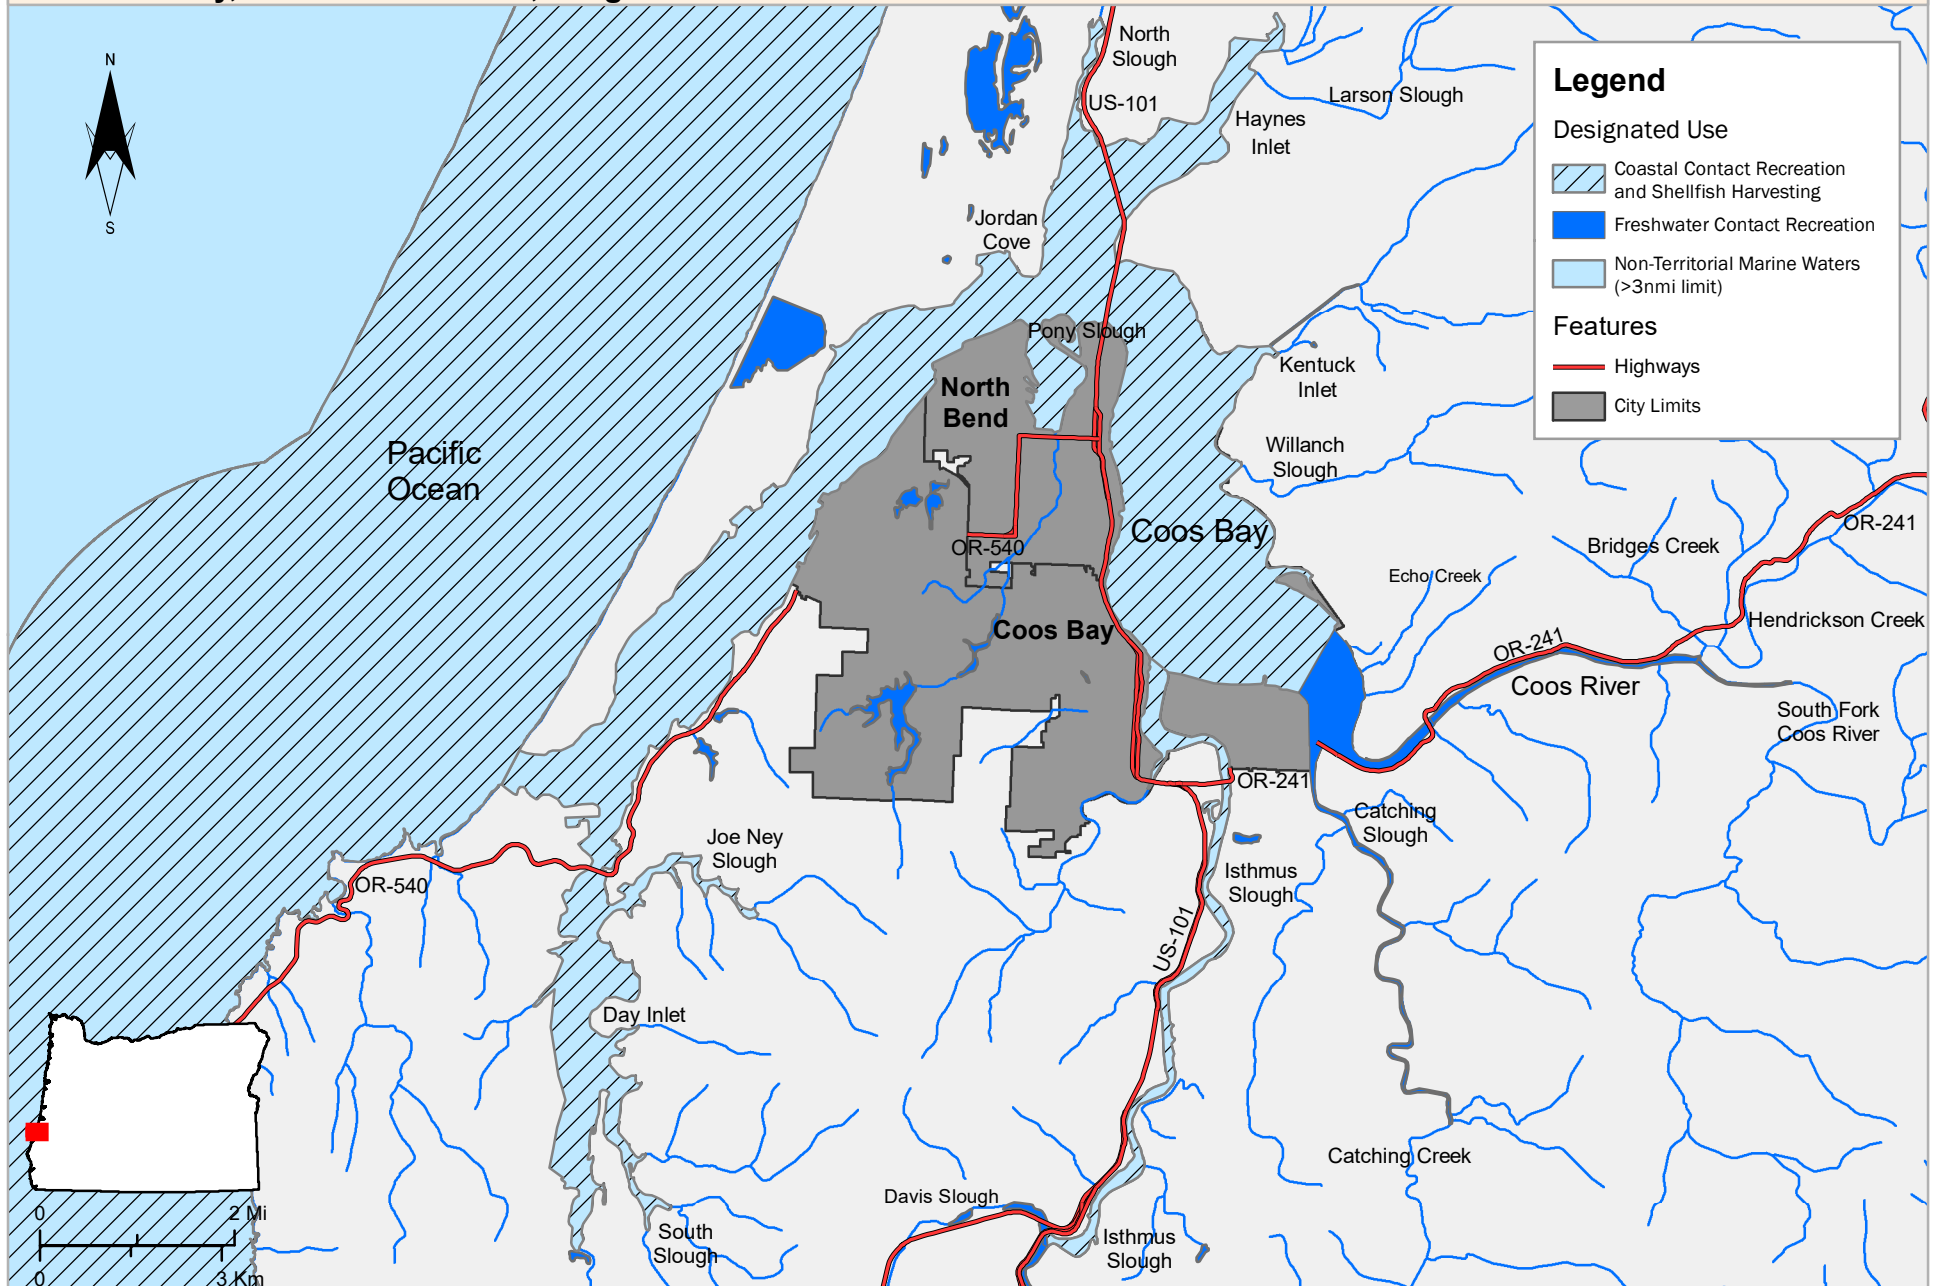 N
S
North
Slough
US-101
Larson Slough
Haynes
Inlet
Legend
Designated Use
Coastal Contact Recreation
and Shellfish Harvesting
Freshwater Contact Recreation
Non-Territorial Marine Waters
(>3nmi limit)
Features
Highways
City Limits
Jordan
Cove
Pony Slough
Kentuck
Inlet
North
Bend
Willanch
Slough
Pacific
Ocean
Coos Bay
OR-241
OR-540
Bridges Creek
Echo Creek
Hendrickson Creek
Coos Bay
OR-241
Coos River
South Fork
Coos River
OR-241
Catching
Slough
Joe Ney
Slough
Isthmus
Slough
OR-540
US-101
Day Inlet
Catching Creek
Davis Slough
South
Slough
Isthmus
Slough
0 2 Mi
0 3 Km